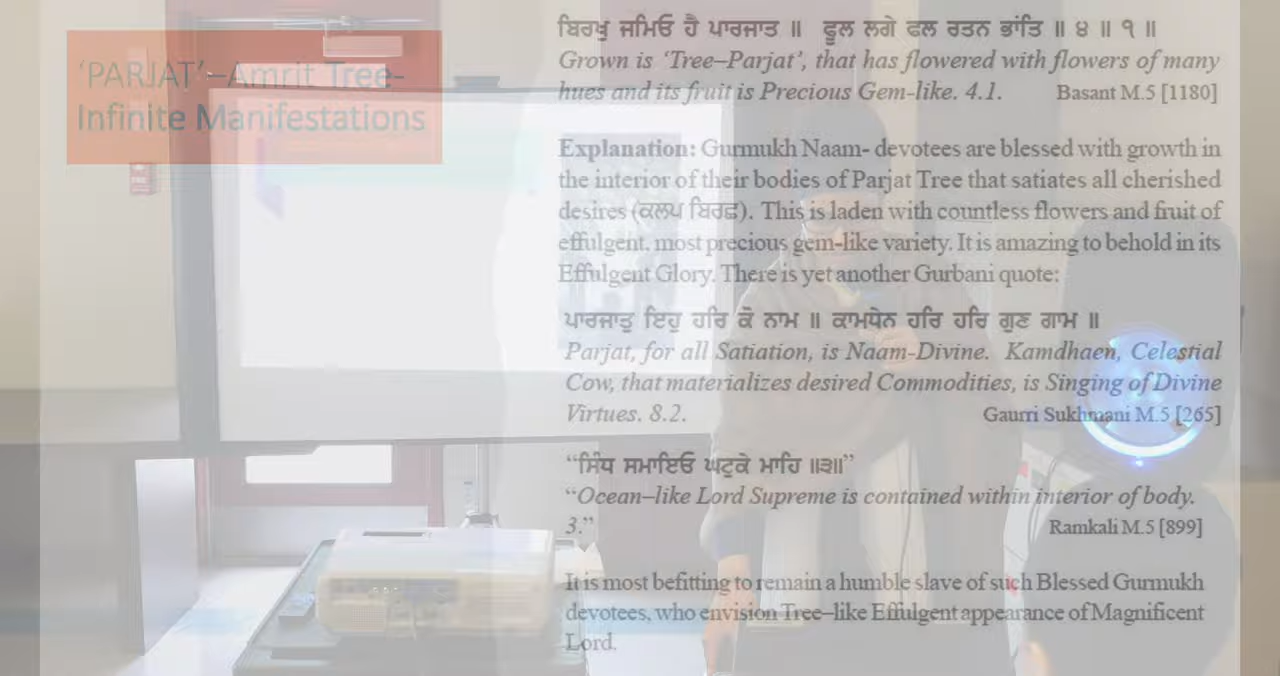 ‘PARJAT’–Amrit Tree-
Infinite Manifestations
ਬਿਰਖੁ ਜਮਿਓ ਹੈ ਪਾਰਜਾਤ ॥ ਫੂਲ ਲਗੇ ਫਲ ਰਤਨ ਭਾਂਤਿ ॥ ੪ ॥ ੧ ॥
Grown is ‘Tree–Parjat’, that has flowered with flowers of many
hues and its fruit is Precious Gem-like. 4.1. Basant M.5 [1180]
Explanation: Gurmukh Naam- devotees are blessed with growth in
the interior of their bodies of Parjat Tree that satiates all cherished
desires (ਕਲਪ ਬਿਰਛ). This is laden with countless flowers and fruit of
effulgent, most precious gem-like variety. It is amazing to behold in its
Effulgent Glory. There is yet another Gurbani quote:
ਪਾਰਜਾਤੁ ਇਹੁ ਹਰਿ ਕੋ ਨਾਮ ॥ ਕਾਮਧੇਨ ਹਰਿ ਹਰਿ ਗੁਣ ਗਾਮ ॥
Parjat, for all Satiation, is Naam-Divine. Kamdhaen, Celestial
Cow, that materializes desired Commodities, is Singing of Divine
Virtues. 8.2. Gaurri Sukhmani M.5 [265]
“ਸਿੰਧ ਸਮਾਇਓ ਘਟੁਕੇ ਮਾਹਿ ॥੩॥”
“Ocean–like Lord Supreme is contained within interior of body.
3.” Ramkali M.5 [899]
It is most befitting to remain a humble slave of such Blessed Gurmukh
devotees, who envision Tree–like Effulgent appearance of Magnificent
Lord.